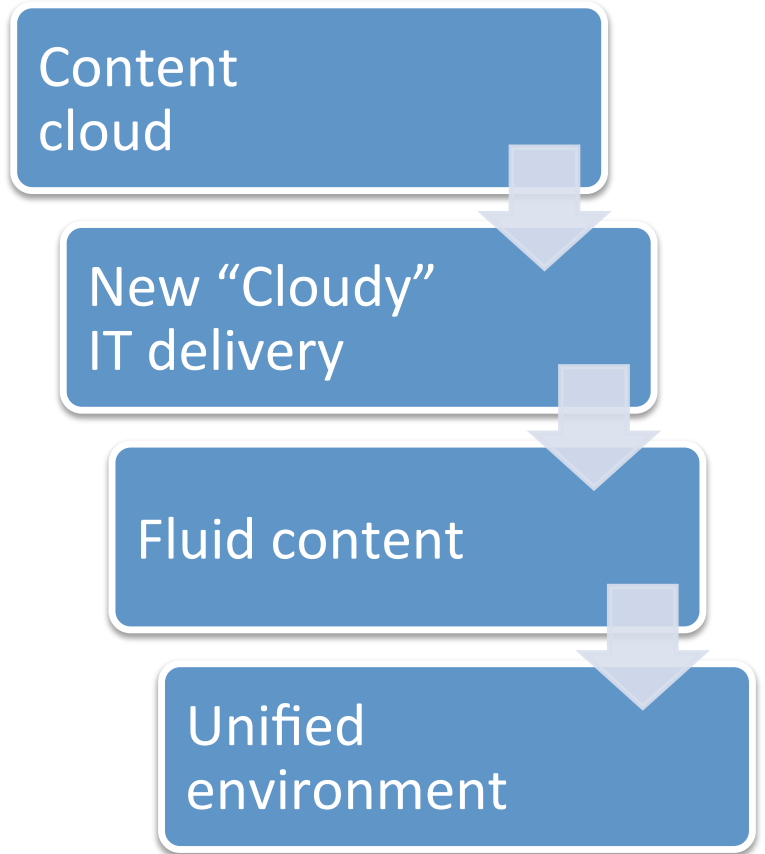 Content
cloud
New “Cloudy”
IT delivery
Fluid content
Unified
environment